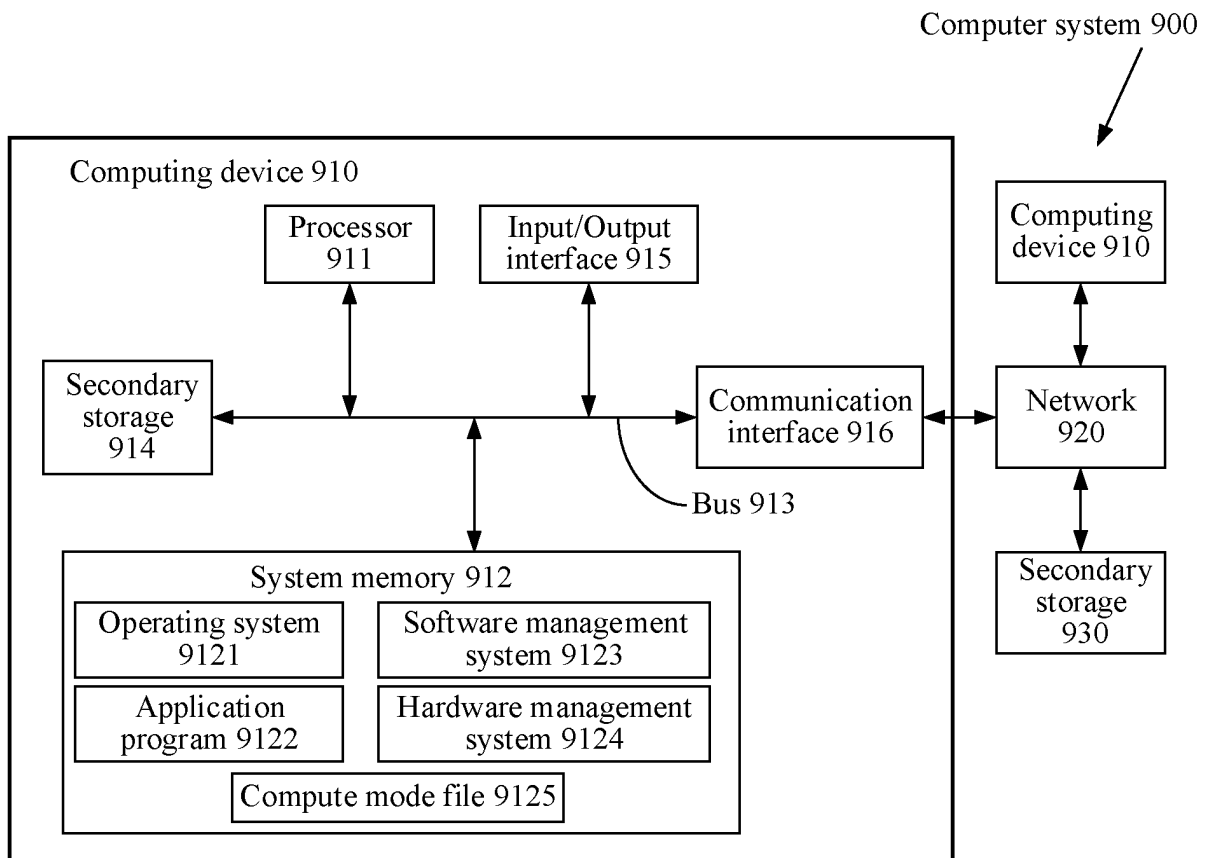 Computer system 900
Computing device 910
Processor
911
Input/Output
interface 915
Computing
device 910
Secondary
storage
914
Communication
interface 916
Network
920
Bus 913
System memory 912
Operating system
9121
Software management
system 9123
Application
program 9122
Hardware management
system 9124
Compute mode file 9125
Secondary
storage
930